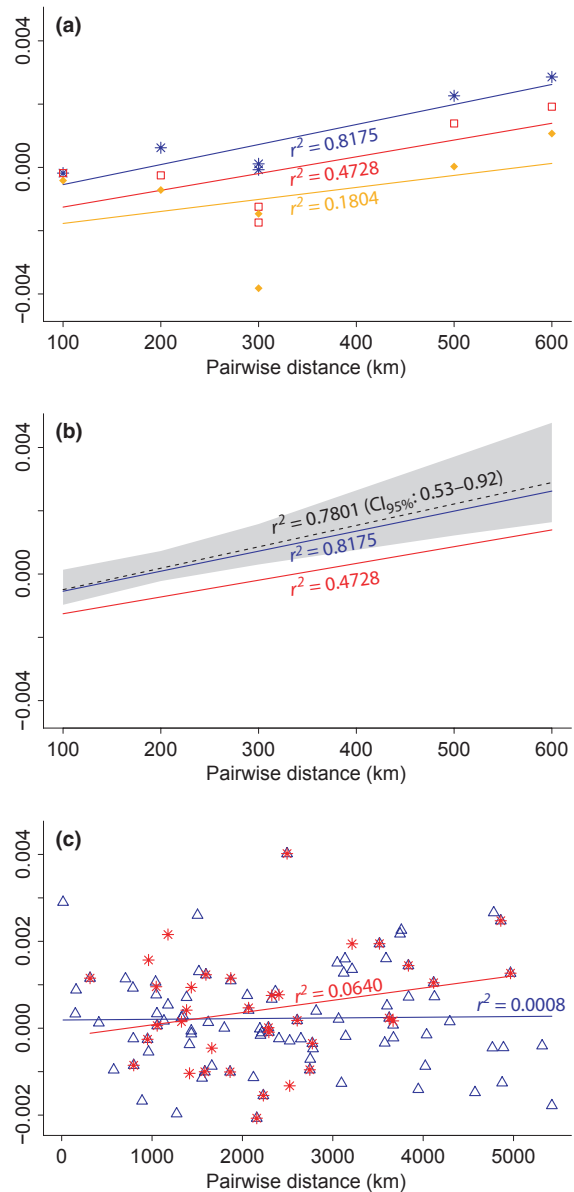 (a)
0.004
0.000
−0.004
r² = 0.8175
r² = 0.4728
r² = 0.1804
100 200 300 400 500 600
Pairwise distance (km)
(b)
0.004
0.000
−0.004
r² = 0.7801 (CI95%: 0.53–0.92)
r² = 0.8175
r² = 0.4728
100 200 300 400 500 600
Pairwise distance (km)
(c)
0.004
0.002
0.000
−0.002
r² = 0.0640
r² = 0.0008
0 1000 2000 3000 4000 5000
Pairwise distance (km)